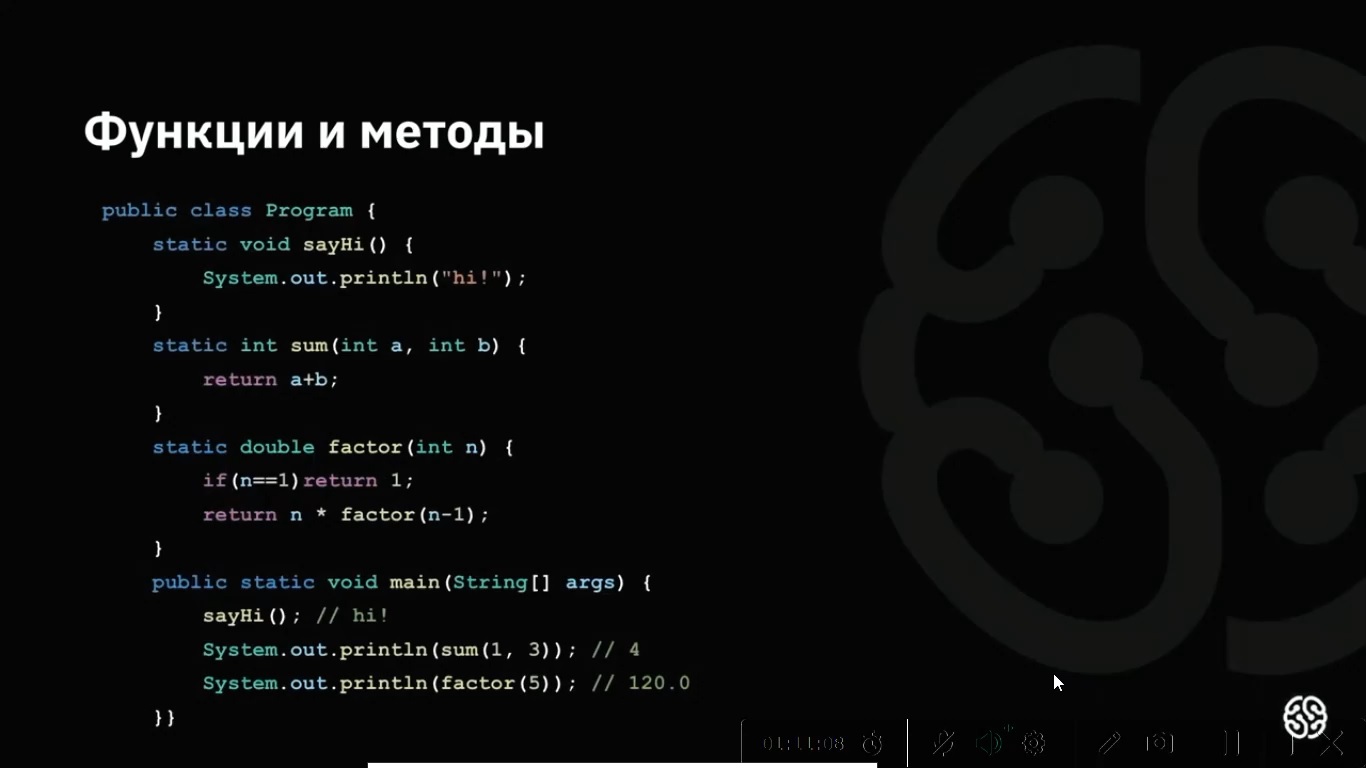 Функции и методы
public class Program {
    static void sayHi() {
        System.out.println("hi!");
    }
    static int sum(int a, int b) {
        return a+b;
    }
    static double factor(int n) {
        if(n==1)return 1;
        return n * factor(n-1);
    }
    public static void main(String[] args) {
        sayHi(); // hi!
        System.out.println(sum(1, 3)); // 4
        System.out.println(factor(5)); // 120.0
    }}
01:11:08